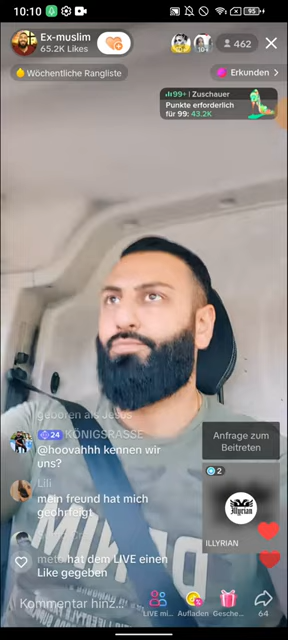 10:10
95
Ex-muslim
65.2K Likes
462
Wöchentliche Rangliste
Erkunden >
99+ | Zuschauer
Punkte erforderlich
für 99: 43.2K
geboren als Jesus
24 KÖNIGSRASSE
@hoovahhh kennen wir
uns?
Lili
mein freund hat mich
geohrfeigt
hat dem LIVE einen
Like gegeben
Anfrage zum
Beitreten
2
Illyrian
ILLYRIAN
Kommentar hinz...
LIVE mi...
Aufladen
Gesche...
64